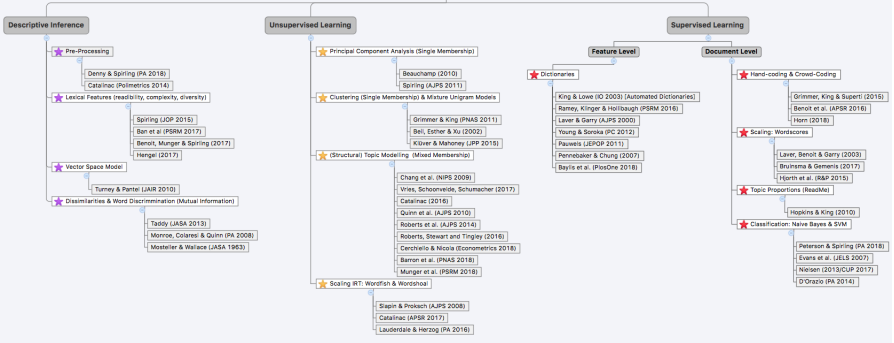 Descriptive Inference
Pre-Processing
Denny & Spirling (PA 2018)
Catalinac (Polimetrics 2014)
Lexical Features (readibility, complexity, diversity)
Spirling (JOP 2015)
Ban et al (PSRM 2017)
Benoit, Munger & Spirling (2017)
Hengel (2017)
Vector Space Model
Turney & Pantel (JAIR 2010)
Dissimilarities & Word Discrimination (Mutual Information)
Taddy (JASA 2013)
Monroe, Colaresi & Quinn (PA 2008)
Mosteller & Wallace (JASA 1963)
Unsupervised Learning
Principal Component Analysis (Single Membership)
Beauchamp (2010)
Spirling (AJPS 2011)
Clustering (Single Membership) & Mixture Unigram Models
Grimmer & King (PNAS 2011)
Bell, Esther & Xu (2002)
Klüver & Mahoney (JPP 2015)
(Structural) Topic Modelling (Mixed Membership)
Chang et al. (NIPS 2009)
Vries, Schoonvelde, Schumacher (2017)
Catalinac (2016)
Quinn et al. (AJPS 2010)
Roberts et al. (AJPS 2014)
Roberts, Stewart and Tingley (2016)
Cerchiello & Nicola (Econometrics 2018)
Barron et al. (PNAS 2018)
Munger et al. (PSRM 2018)
Scaling IRT: Wordfish & Wordshoal
Slapin & Proksch (AJPS 2008)
Catalinac (APSR 2017)
Lauderdale & Herzog (PA 2016)
Supervised Learning
Feature Level
Dictionaries
King & Lowe (IO 2003) [Automated Dictionaries]
Ramey, Klinger & Hollibaugh (PSRM 2016)
Laver & Garry (AJPS 2000)
Young & Soroka (PC 2012)
Pauwels (JEPOP 2011)
Pennebaker & Chung (2007)
Baylis et al. (PlosOne 2018)
Document Level
Hand-coding & Crowd-Coding
Grimmer, King & Superti (2015)
Benoit et al. (APSR 2016)
Horn (2018)
Scaling: Wordscores
Laver, Benoit & Garry (2003)
Bruinsma & Gemenis (2017)
Hjorth et al. (R&P 2015)
Topic Proportions (ReadMe)
Hopkins & King (2010)
Classification: Naive Bayes & SVM
Peterson & Spirling (PA 2018)
Evans et al. (JELS 2007)
Nielsen (2013/CUP 2017)
D'Orazio (PA 2014)